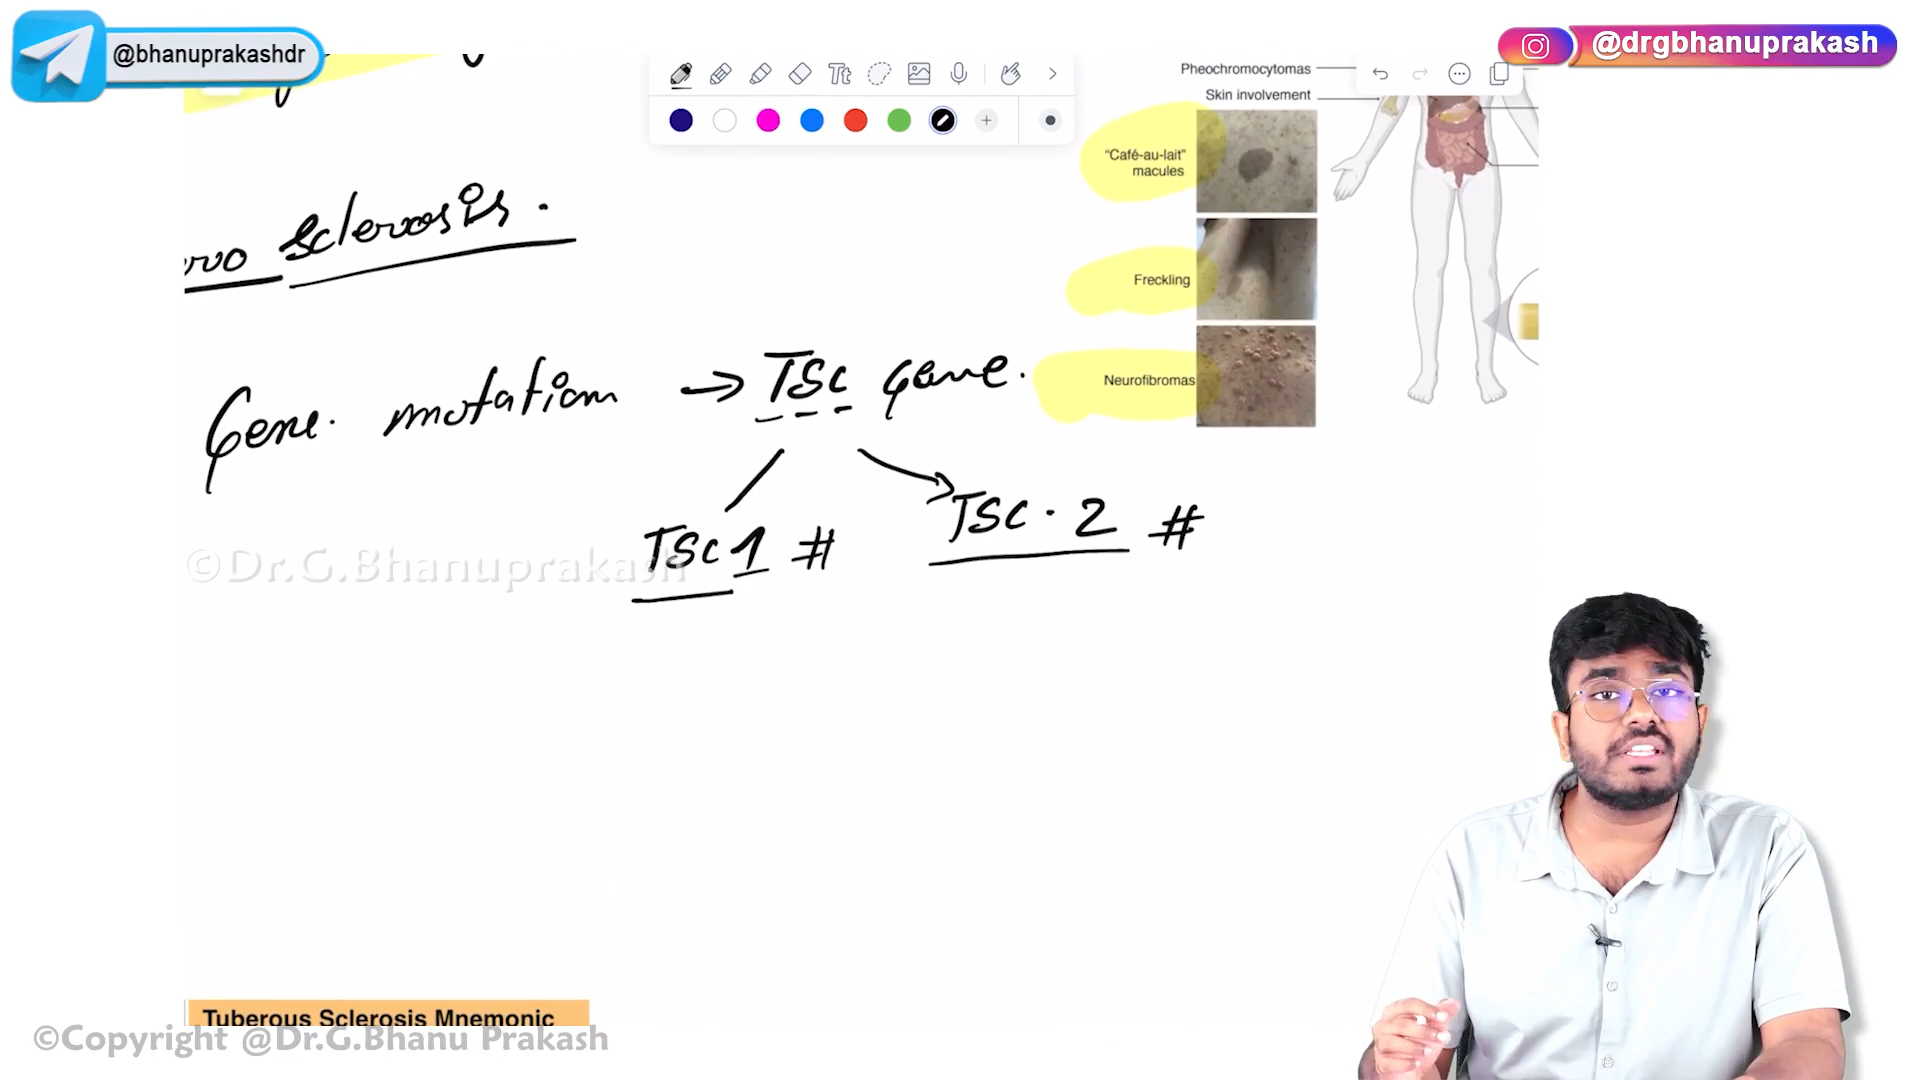 @bhanuprakashdr
@drgbhanuprakash
Tt
Pheochromocytomas
Skin involvement
"Café-au-lait"
macules
Freckling
Neurofibromas
sclerosis.
Gene. mutation → TSC gene.
TSC 1 #
TSC · 2 #
©Dr.G.Bhanuprakash
Tuberous Sclerosis Mnemonic
©Copyright @Dr.G.Bhanu Prakash